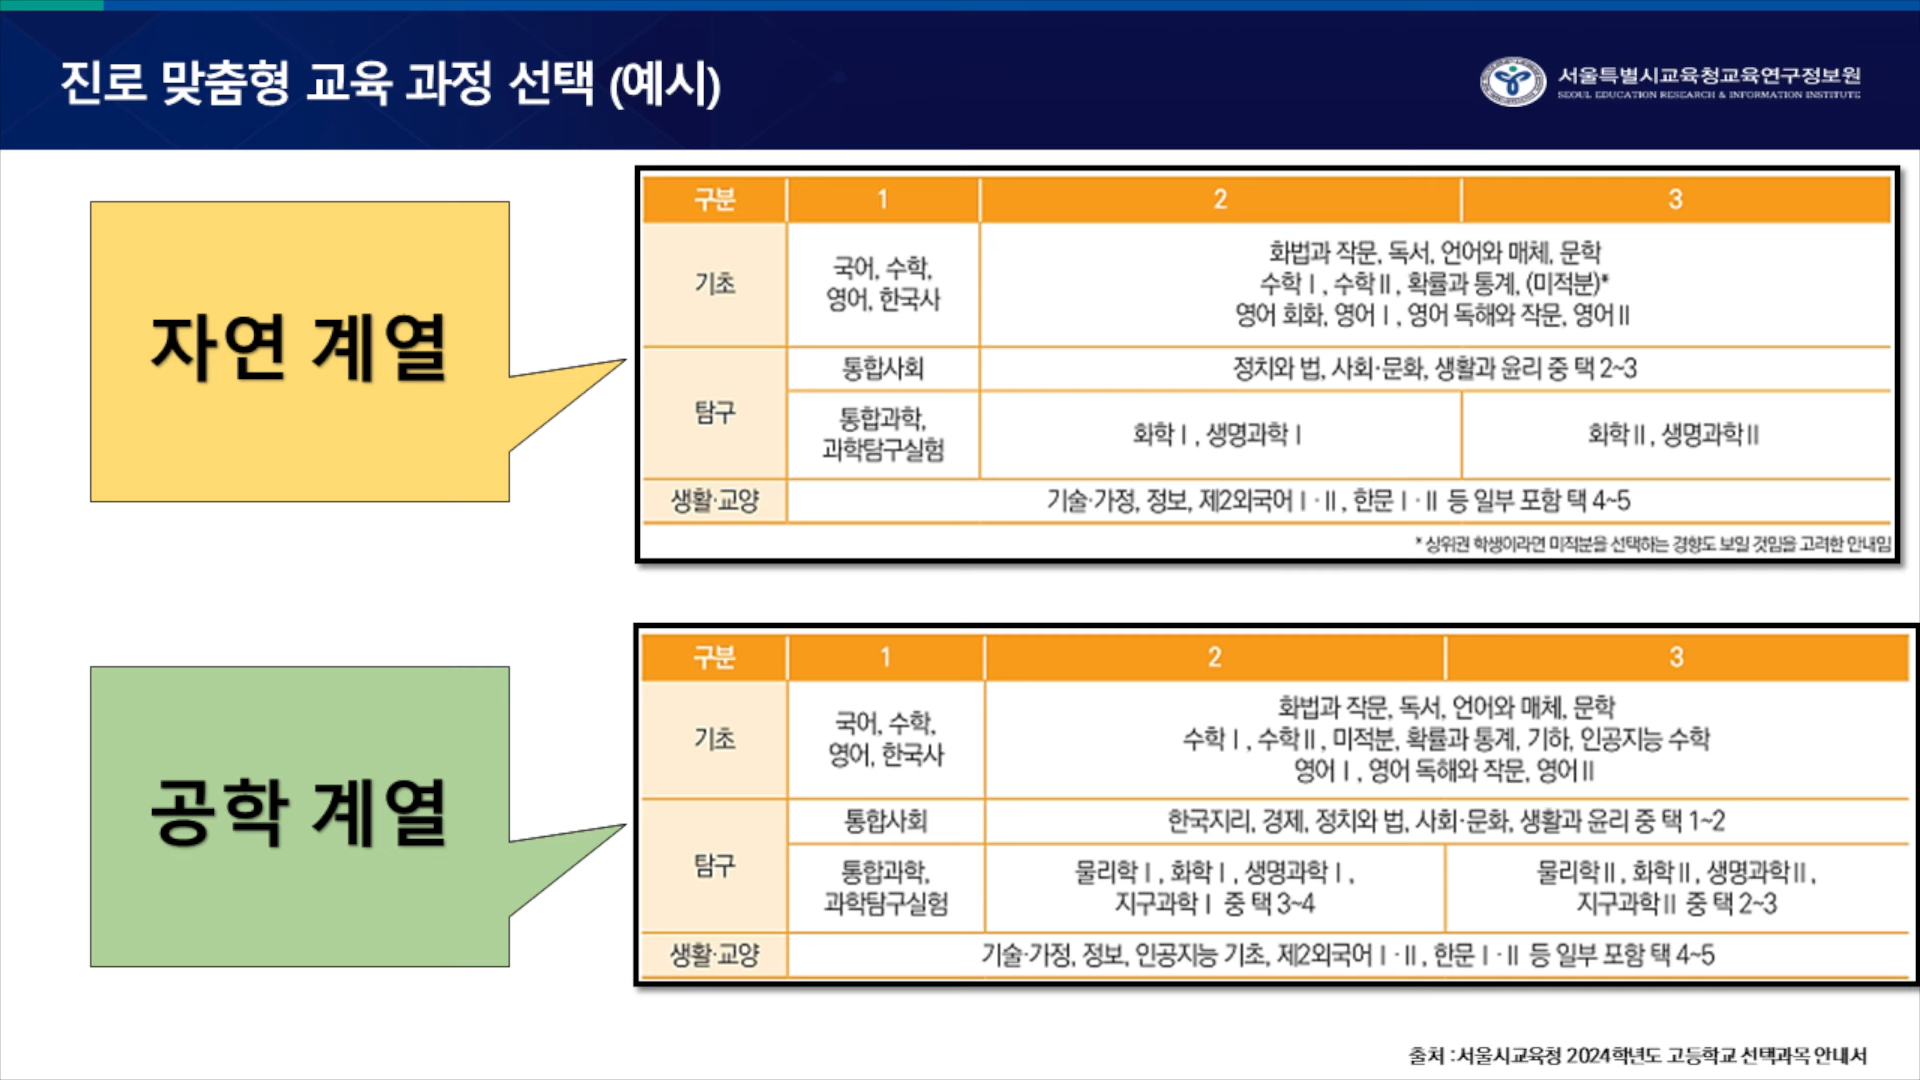 진로 맞춤형 교육 과정 선택 (예시)
서울특별시교육청교육연구정보원
SEOUL EDUCATION RESEARCH & INFORMATION INSTITUTE
자연 계열
구분 1 2 3
기초
국어, 수학,
영어, 한국사
화법과 작문, 독서, 언어와 매체, 문학
수학Ⅰ, 수학Ⅱ, 확률과 통계, (미적분)*
영어 회화, 영어Ⅰ, 영어 독해와 작문, 영어Ⅱ
탐구
통합사회
정치와 법, 사회·문화, 생활과 윤리 중 택 2~3
통합과학,
과학탐구실험
화학Ⅰ, 생명과학Ⅰ
화학Ⅱ, 생명과학Ⅱ
생활·교양
기술·가정, 정보, 제2외국어Ⅰ·Ⅱ, 한문Ⅰ·Ⅱ 등 일부 포함 택 4~5
* 상위권 학생이라면 미적분을 선택하는 경향도 보일 것임을 고려한 안내임
공학 계열
구분 1 2 3
기초
국어, 수학,
영어, 한국사
화법과 작문, 독서, 언어와 매체, 문학
수학Ⅰ, 수학Ⅱ, 미적분, 확률과 통계, 기하, 인공지능 수학
영어Ⅰ, 영어 독해와 작문, 영어Ⅱ
탐구
통합사회
한국지리, 경제, 정치와 법, 사회·문화, 생활과 윤리 중 택 1~2
통합과학,
과학탐구실험
물리학Ⅰ, 화학Ⅰ, 생명과학Ⅰ,
지구과학Ⅰ 중 택 3~4
물리학Ⅱ, 화학Ⅱ, 생명과학Ⅱ,
지구과학Ⅱ 중 택 2~3
생활·교양
기술·가정, 정보, 인공지능 기초, 제2외국어Ⅰ·Ⅱ, 한문Ⅰ·Ⅱ 등 일부 포함 택 4~5
출처 : 서울시교육청 2024학년도 고등학교 선택과목 안내서